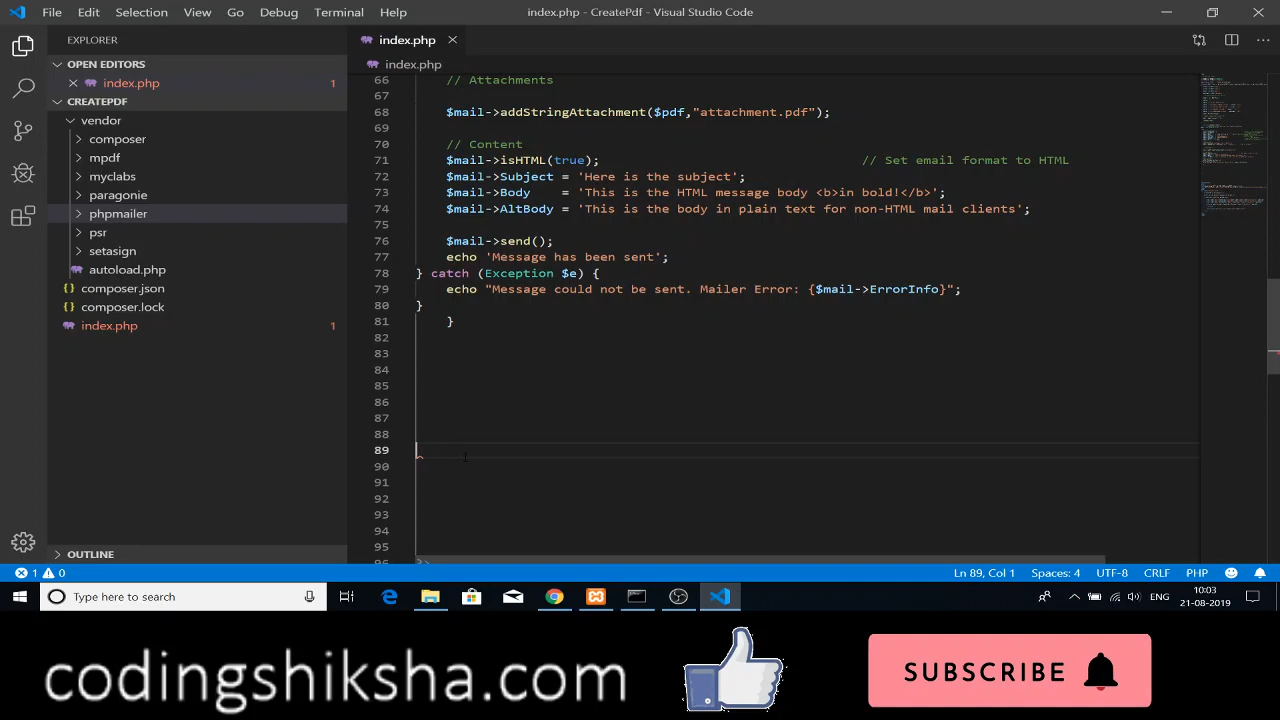 File Edit Selection View Go Debug Terminal Help index.php - CreatePdf - Visual Studio Code
EXPLORER
index.php
OPEN EDITORS
index.php
index.php 1
CREATEPDF
vendor
composer
mpdf
myclabs
paragonie
phpmailer
psr
setasign
autoload.php
composer.json
composer.lock
index.php 1
OUTLINE
66 // Attachments
67
68 $mail->addStringAttachment($pdf,"attachment.pdf");
69
70 // Content
71 $mail->isHTML(true); // Set email format to HTML
72 $mail->Subject = 'Here is the subject';
73 $mail->Body = 'This is the HTML message body <b>in bold!</b>';
74 $mail->AltBody = 'This is the body in plain text for non-HTML mail clients';
75
76 $mail->send();
77 echo 'Message has been sent';
78 } catch (Exception $e) {
79 echo "Message could not be sent. Mailer Error: {$mail->ErrorInfo}";
80 }
81 }
82
83
84
85
86
87
88
89
90
91
92
93
94
95
96 ?>
1 0 Ln 89, Col 1 Spaces: 4 UTF-8 CRLF PHP
Type here to search ENG 10:03
21-08-2019
codingshiksha.com SUBSCRIBE